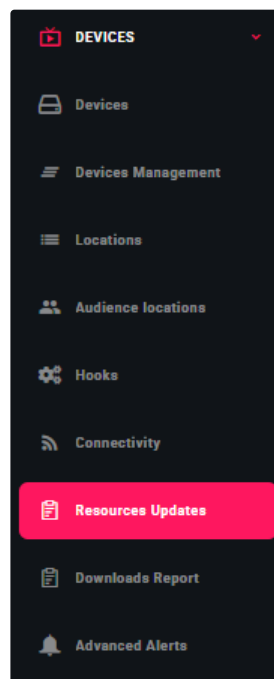 DEVICES
Devices
Devices Management
Locations
Audience locations
Hooks
Connectivity
Resources Updates
Downloads Report
Advanced Alerts